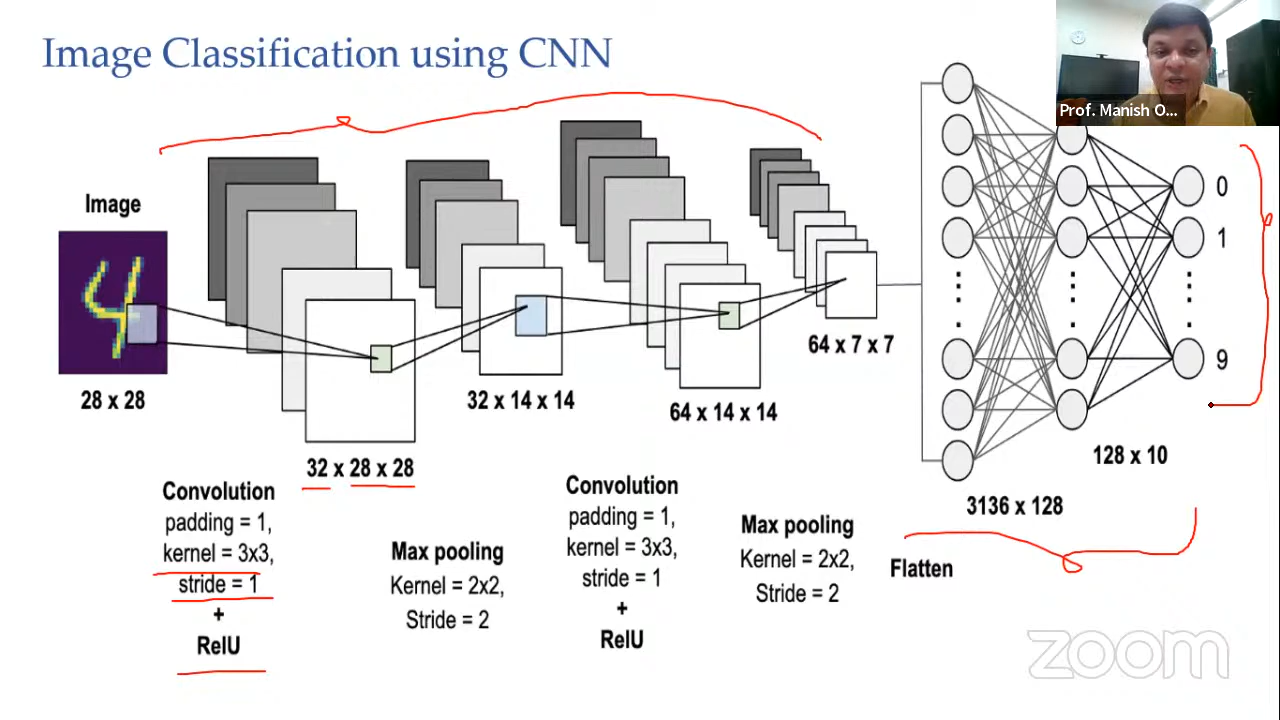 Image Classification using CNN
Prof. Manish O...
Image
28 x 28
32 x 28 x 28
32 x 14 x 14
64 x 14 x 14
64 x 7 x 7
0
1
9
128 x 10
3136 x 128
Convolution
padding = 1,
kernel = 3x3,
stride = 1
+
RelU
Max pooling
Kernel = 2x2,
Stride = 2
Convolution
padding = 1,
kernel = 3x3,
stride = 1
+
RelU
Max pooling
Kernel = 2x2,
Stride = 2
Flatten
zoom